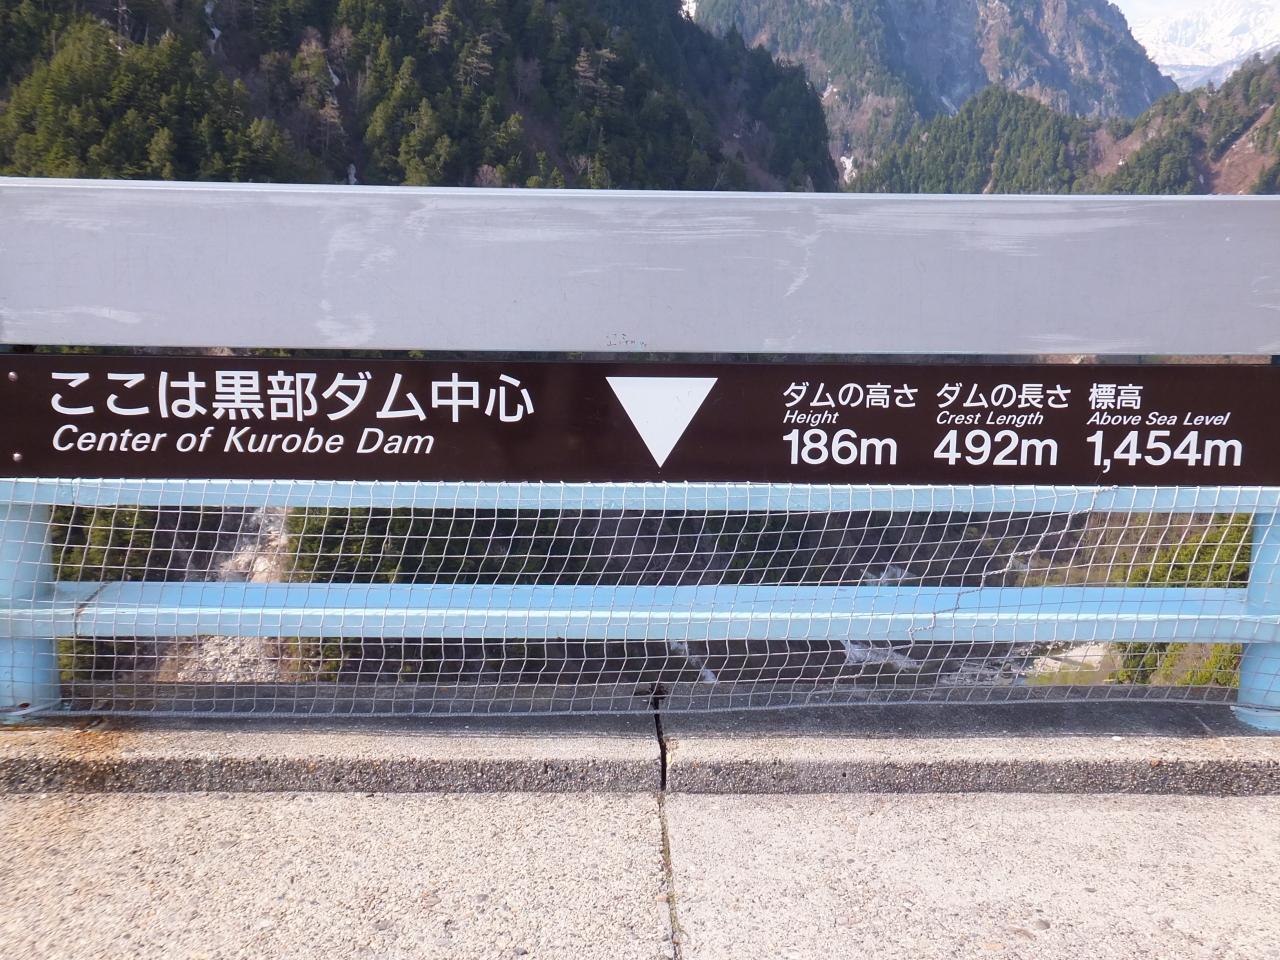 ここは黒部ダム中心
Center of Kurobe Dam
ダムの高さ
Height
186m
ダムの長さ
Crest Length
492m
標高
Above Sea Level
1,454m